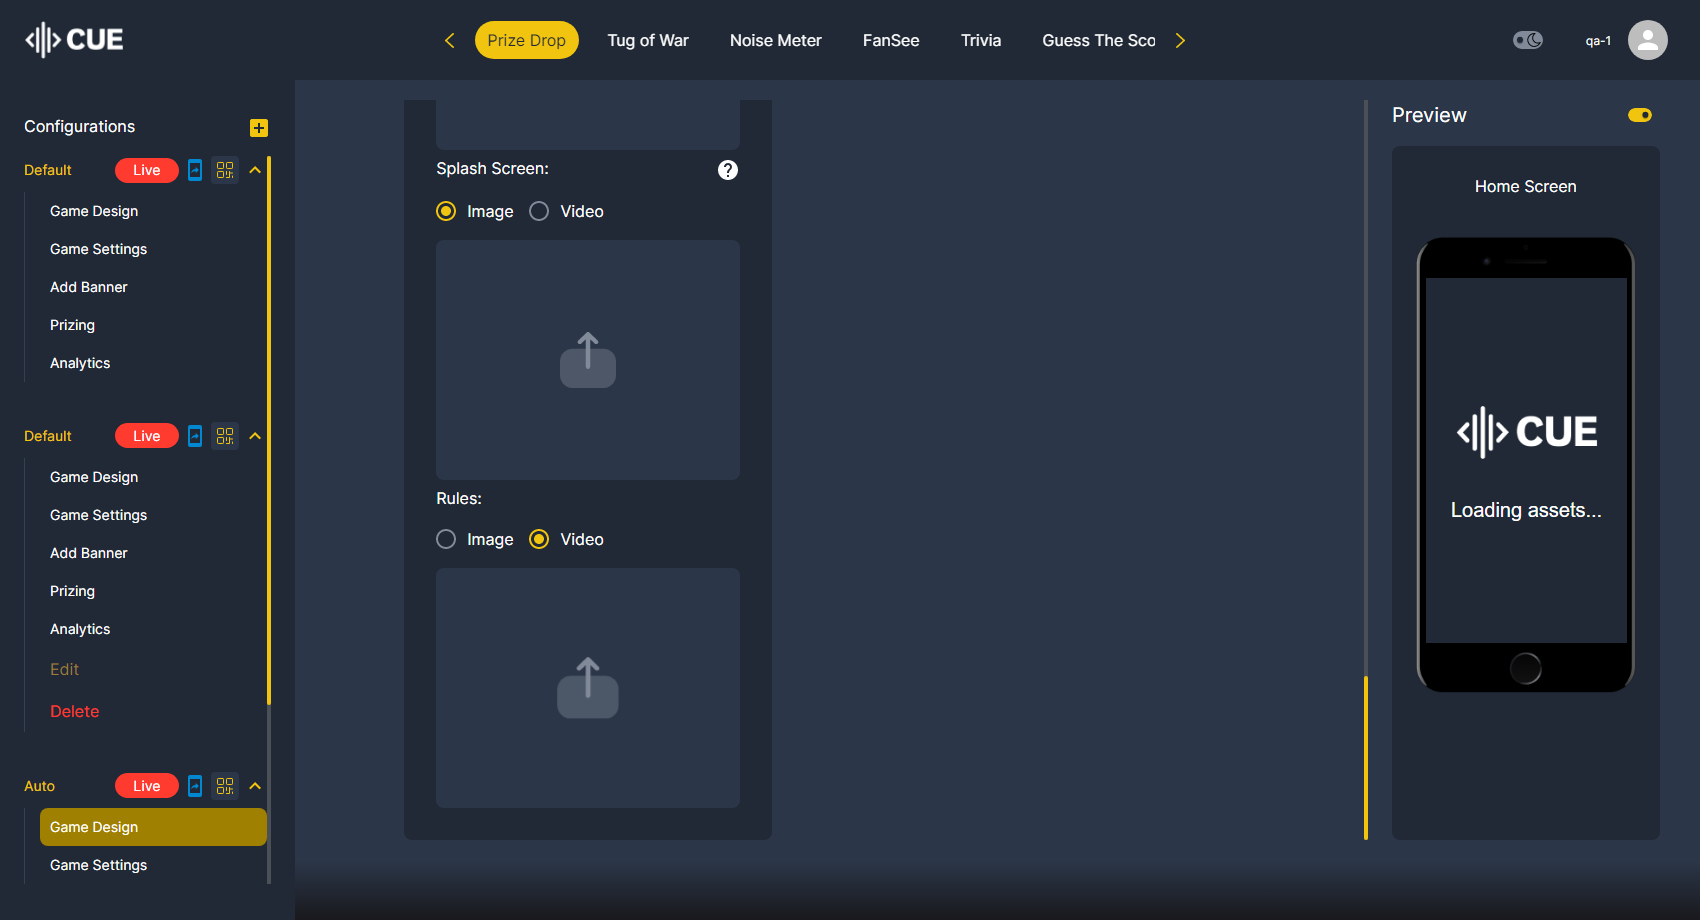 CUE
Prize Drop
Tug of War
Noise Meter
FanSee
Trivia
Guess The Sco
qa-1
Configurations
Default
Live
Game Design
Game Settings
Add Banner
Prizing
Analytics
Default
Live
Game Design
Game Settings
Add Banner
Prizing
Analytics
Edit
Delete
Auto
Live
Game Design
Game Settings
Splash Screen:
?
Image
Video
Rules:
Image
Video
Preview
Home Screen
CUE
Loading assets...